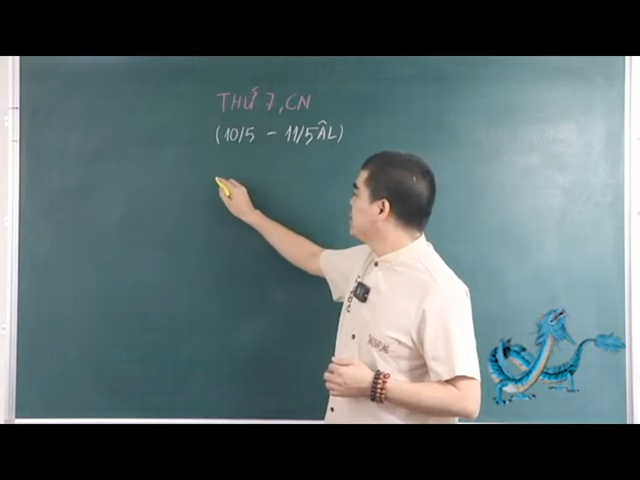 THỨ 7, CN
(10/5 - 11/5 ÂL)